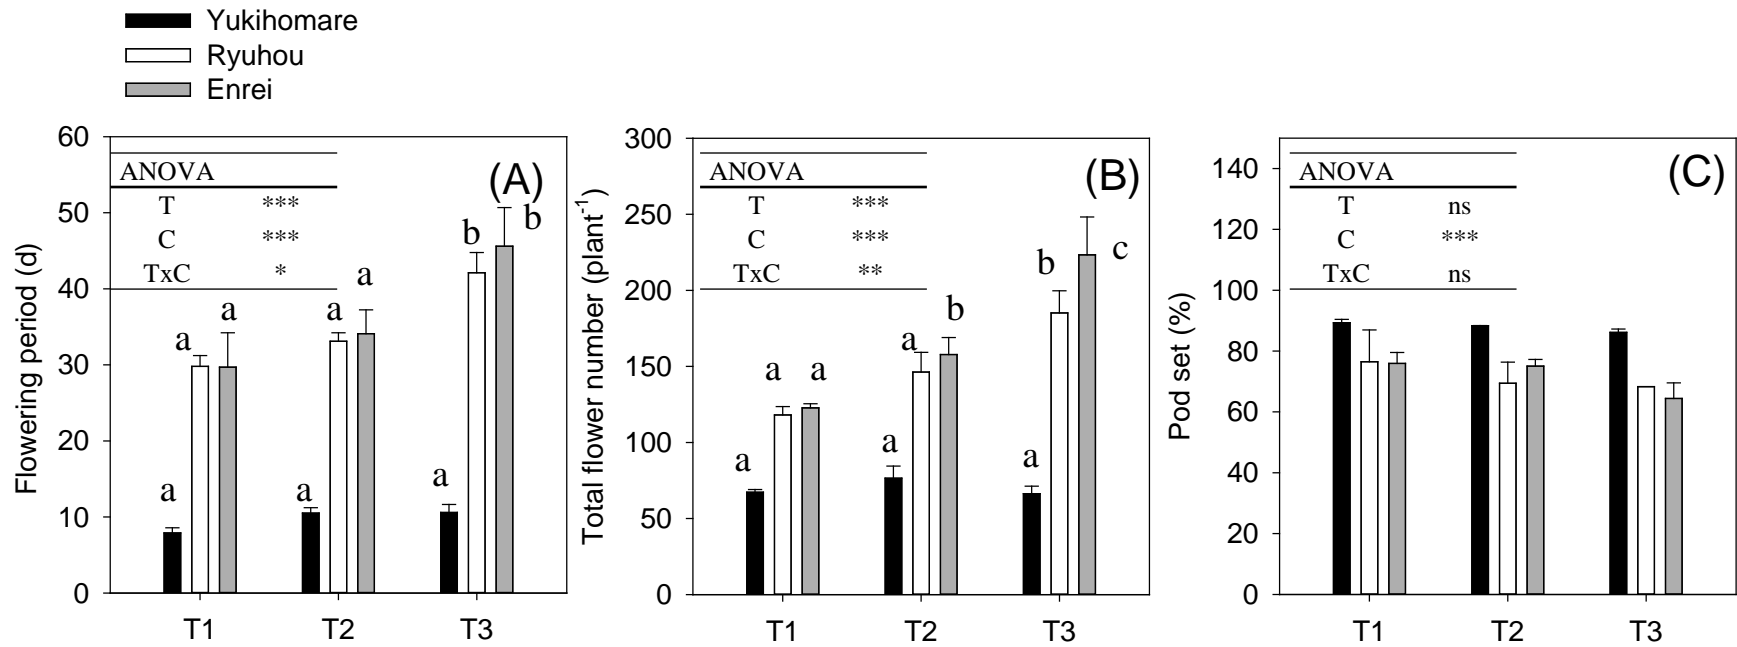 Yukihomare
Ryuhou
Enrei
60
50
40
30
20
10
0
Flowering period (d)
ANOVA
T ***
C ***
TxC *
(A)
a a a
a a a
a b b
T1 T2 T3
300
250
200
150
100
50
0
Total flower number (plant⁻¹)
ANOVA
T ***
C ***
TxC **
(B)
a a a
a a b
a b c
T1 T2 T3
140
120
100
80
60
40
20
0
Pod set (%)
ANOVA
T ns
C ***
TxC ns
(C)
T1 T2 T3